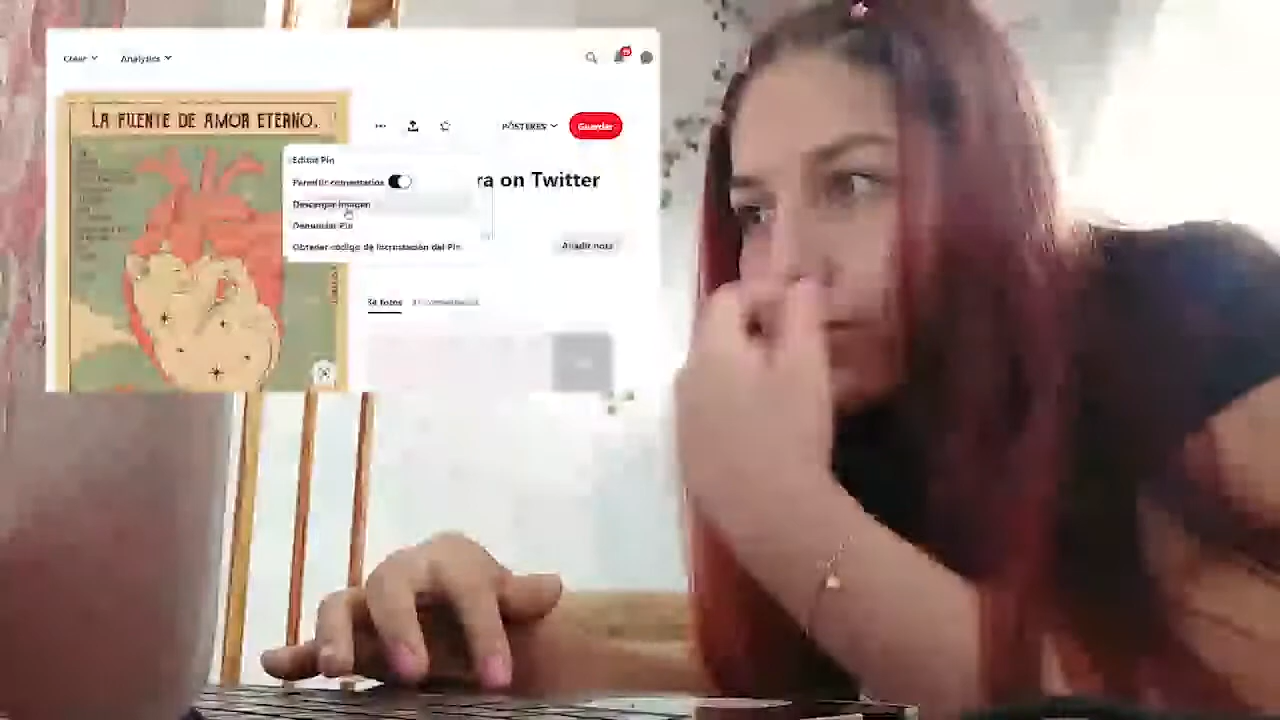 Crear
Analytics
LA FUENTE DE AMOR ETERNO.
PÓSTERES
Guardar
Editar Pin
Permitir comentarios
ra on Twitter
Descargar imagen
Denunciar Pin
Obtener código de incrustación del Pin
Añadir nota
fotos